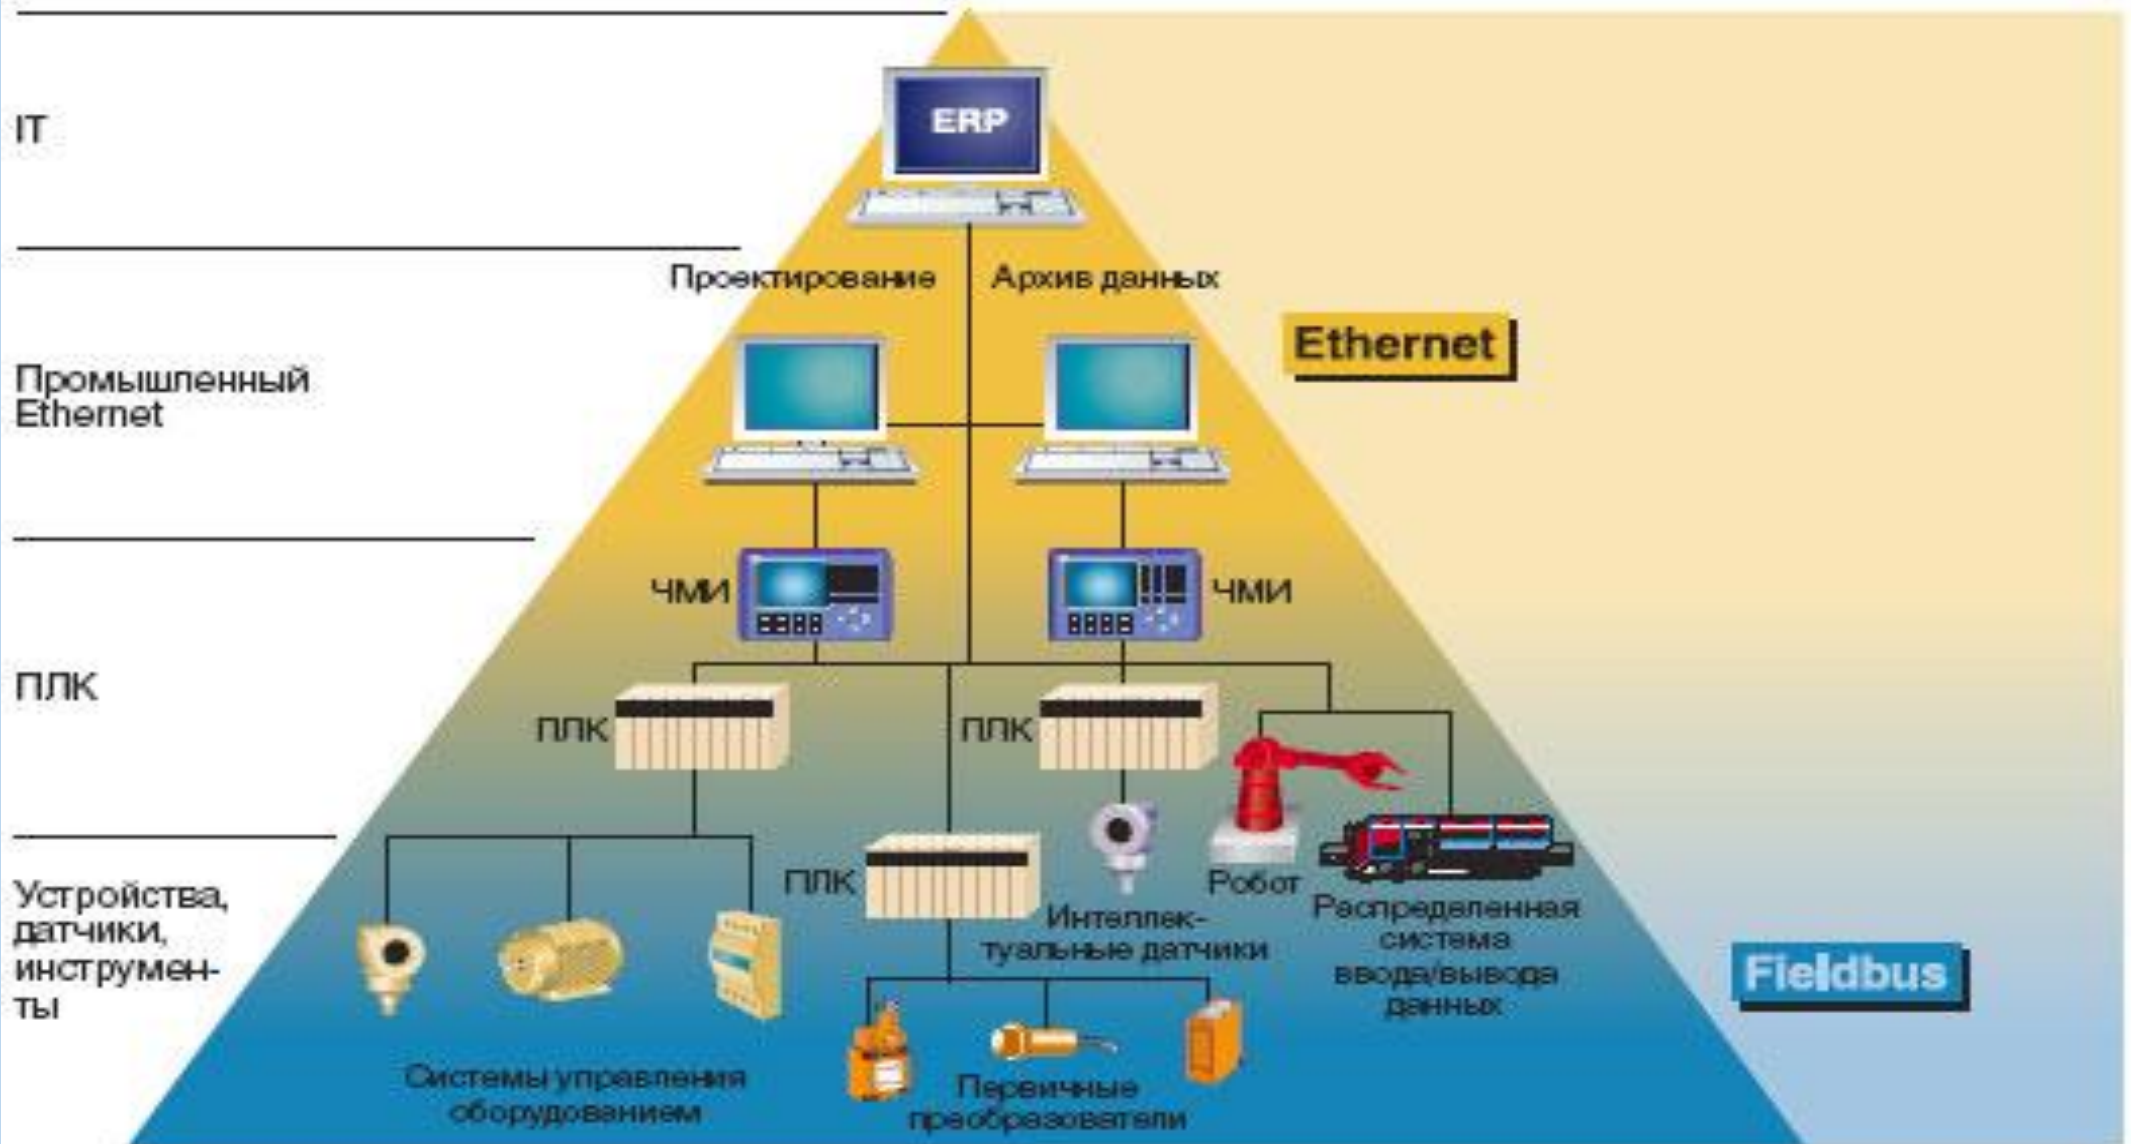 IT
ERP
Проектирование
Архив данных
Ethernet
Промышленный
Ethernet
ЧМИ
ЧМИ
ПЛК
ПЛК
ПЛК
ПЛК
Устройства,
датчики,
инструмен-
ты
Интеллек-
туальные датчики
Робот
Распределенная
система
ввода/вывода
данных
Fieldbus
Системы управления
оборудованием
Первичные
преобразователи